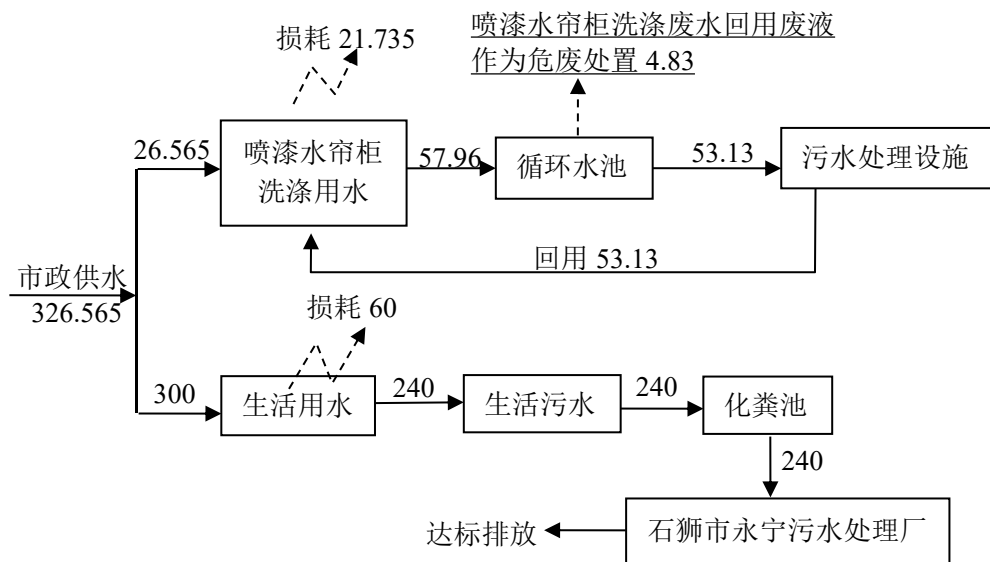 损耗 21.735
喷漆水帘柜洗涤废水回用废液
作为危废处置 4.83
26.565
喷漆水帘柜
洗涤用水
57.96
循环水池
53.13
污水处理设施
回用 53.13
市政供水
326.565
损耗 60
300
生活用水
240
生活污水
240
化粪池
240
石狮市永宁污水处理厂
达标排放